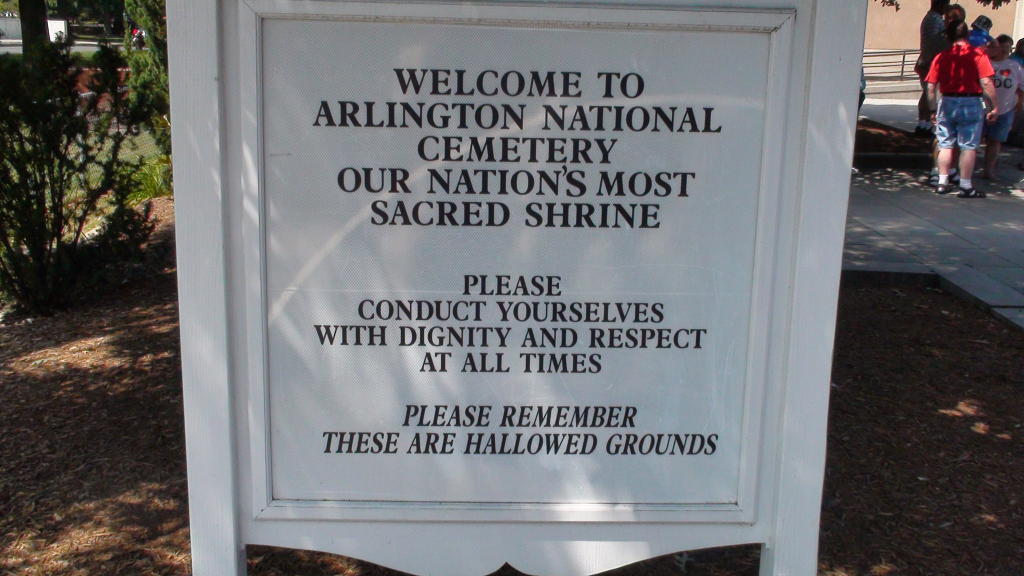 WELCOME TO
ARLINGTON NATIONAL
CEMETERY
OUR NATION'S MOST
SACRED SHRINE
PLEASE
CONDUCT YOURSELVES
WITH DIGNITY AND RESPECT
AT ALL TIMES
PLEASE REMEMBER
THESE ARE HALLOWED GROUNDS
DC